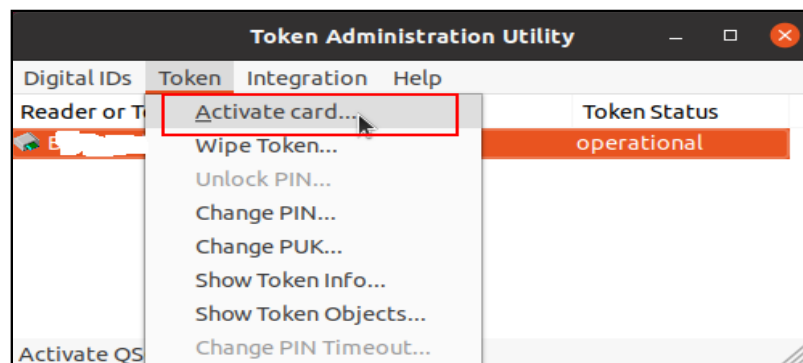 Token Administration Utility
Digital IDs Token Integration Help
Reader or T Token Status
Activate card...
operational
Wipe Token...
Unlock PIN...
Change PIN...
Change PUK...
Show Token Info...
Show Token Objects...
Change PIN Timeout...
Activate QS